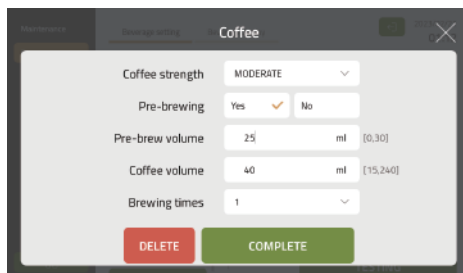 Maintenance
Beverage setting
Coffee
Coffee strength MODERATE
Pre-brewing Yes No
Pre-brew volume 25 ml [0,30]
Coffee volume 40 ml [15,240]
Brewing times 1
DELETE COMPLETE
TESTING